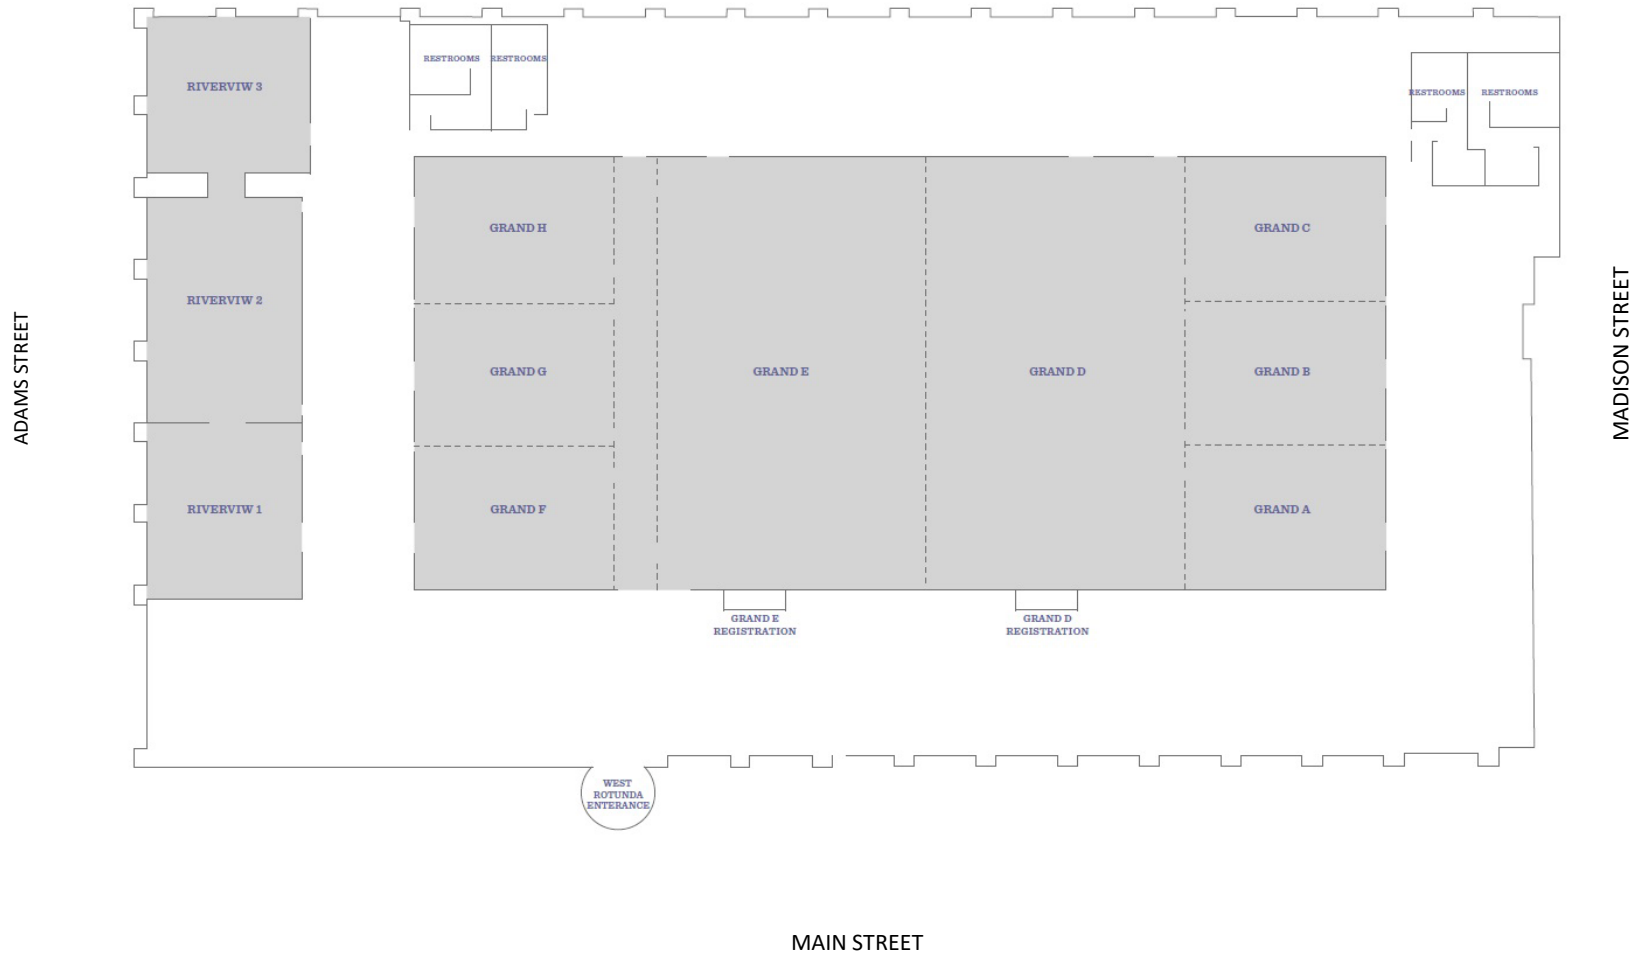 RESTROOMS RESTROOMS
RIVERVIW 3
RESTROOMS RESTROOMS
GRAND H
GRAND C
RIVERVIW 2
ADAMS STREET
MADISON STREET
GRAND G
GRAND E
GRAND D
GRAND B
RIVERVIW 1
GRAND F
GRAND A
GRAND E
REGISTRATION
GRAND D
REGISTRATION
WEST
ROTUNDA
ENTERANCE
MAIN STREET